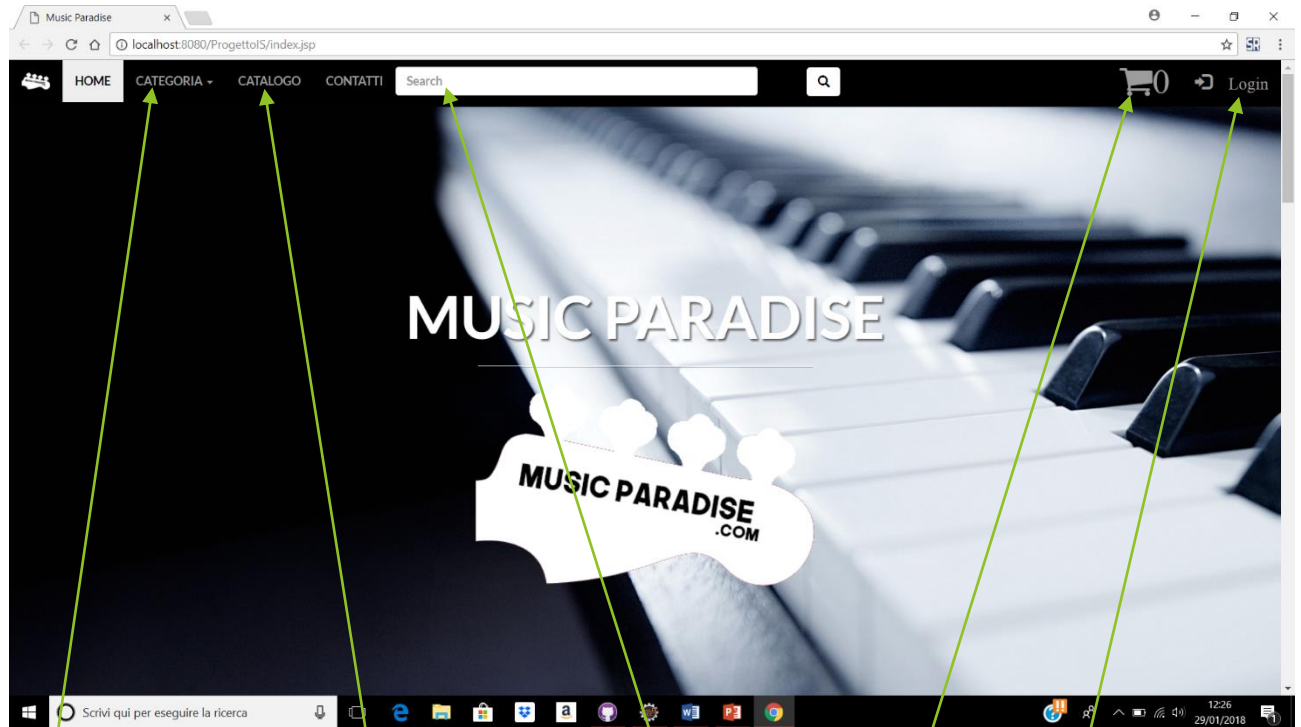 Music Paradise
localhost:8080/ProgettoIS/index.jsp
HOME CATEGORIA CATALOGO CONTATTI Search 0 Login
MUSIC PARADISE
MUSIC PARADISE
.COM
Scrivi qui per eseguire la ricerca
12:26
29/01/2018